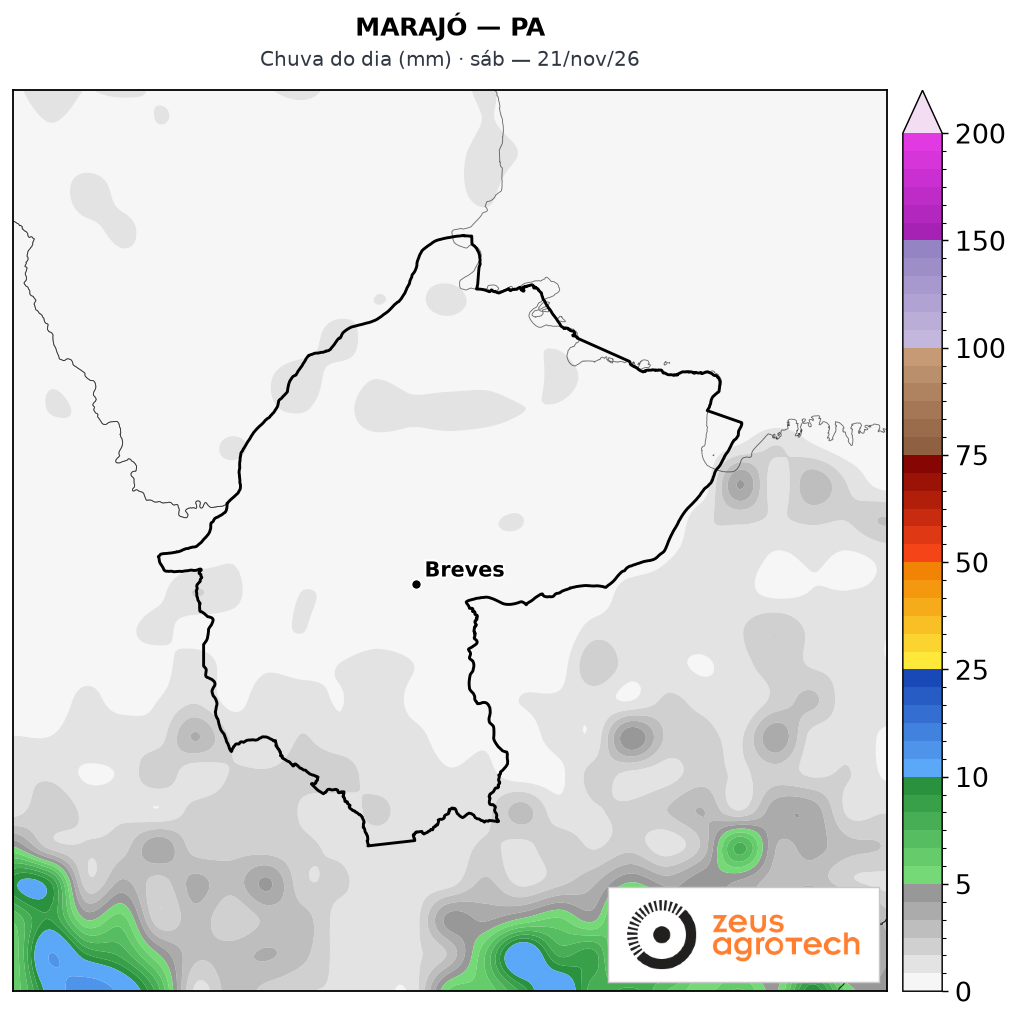 MARAJÓ — PA
Chuva do dia (mm) · sáb — 21/nov/26
200
150
100
75
50
25
10
5
0
Breves
zeus
agrotech